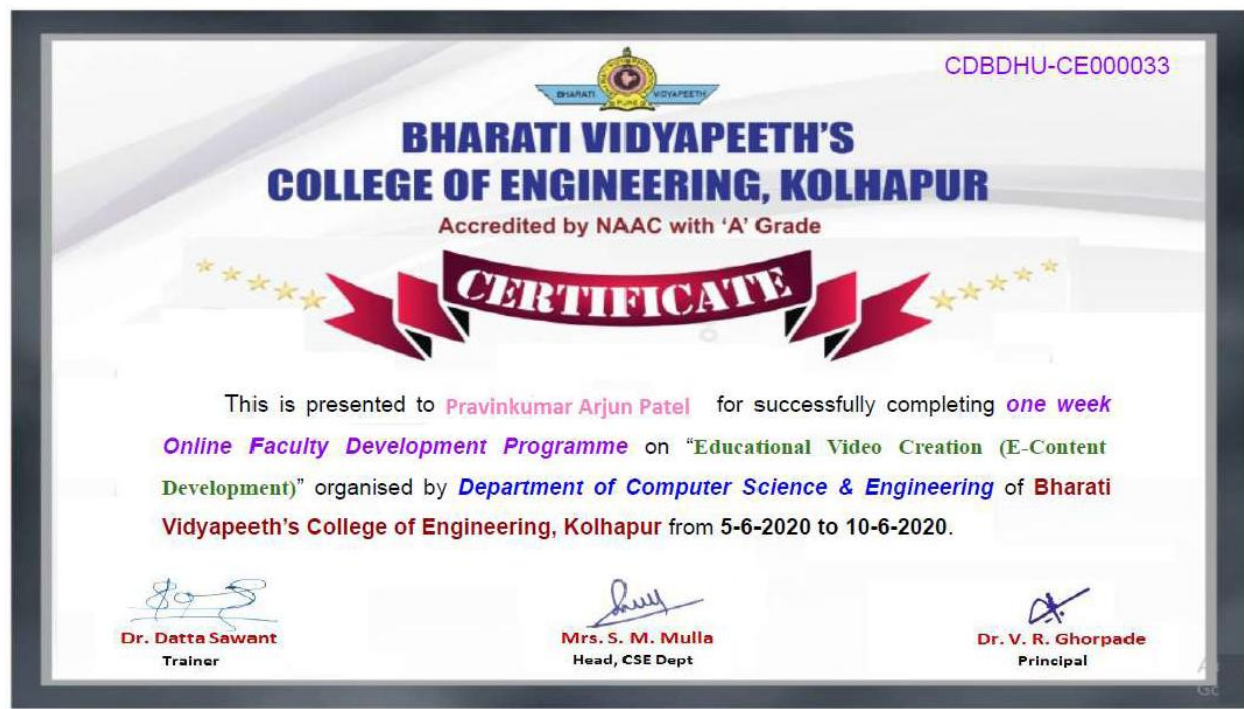 CDBDHU-CE000033
BHARATI VIDYAPEETH
PUNE
BHARATI VIDYAPEETH'S
COLLEGE OF ENGINEERING, KOLHAPUR
Accredited by NAAC with 'A' Grade
CERTIFICATE
This is presented to Pravinkumar Arjun Patel for successfully completing one week
Online Faculty Development Programme on “Educational Video Creation (E-Content
Development)” organised by Department of Computer Science & Engineering of Bharati
Vidyapeeth's College of Engineering, Kolhapur from 5-6-2020 to 10-6-2020.
Dr. Datta Sawant
Trainer
Mrs. S. M. Mulla
Head, CSE Dept
Dr. V. R. Ghorpade
Principal